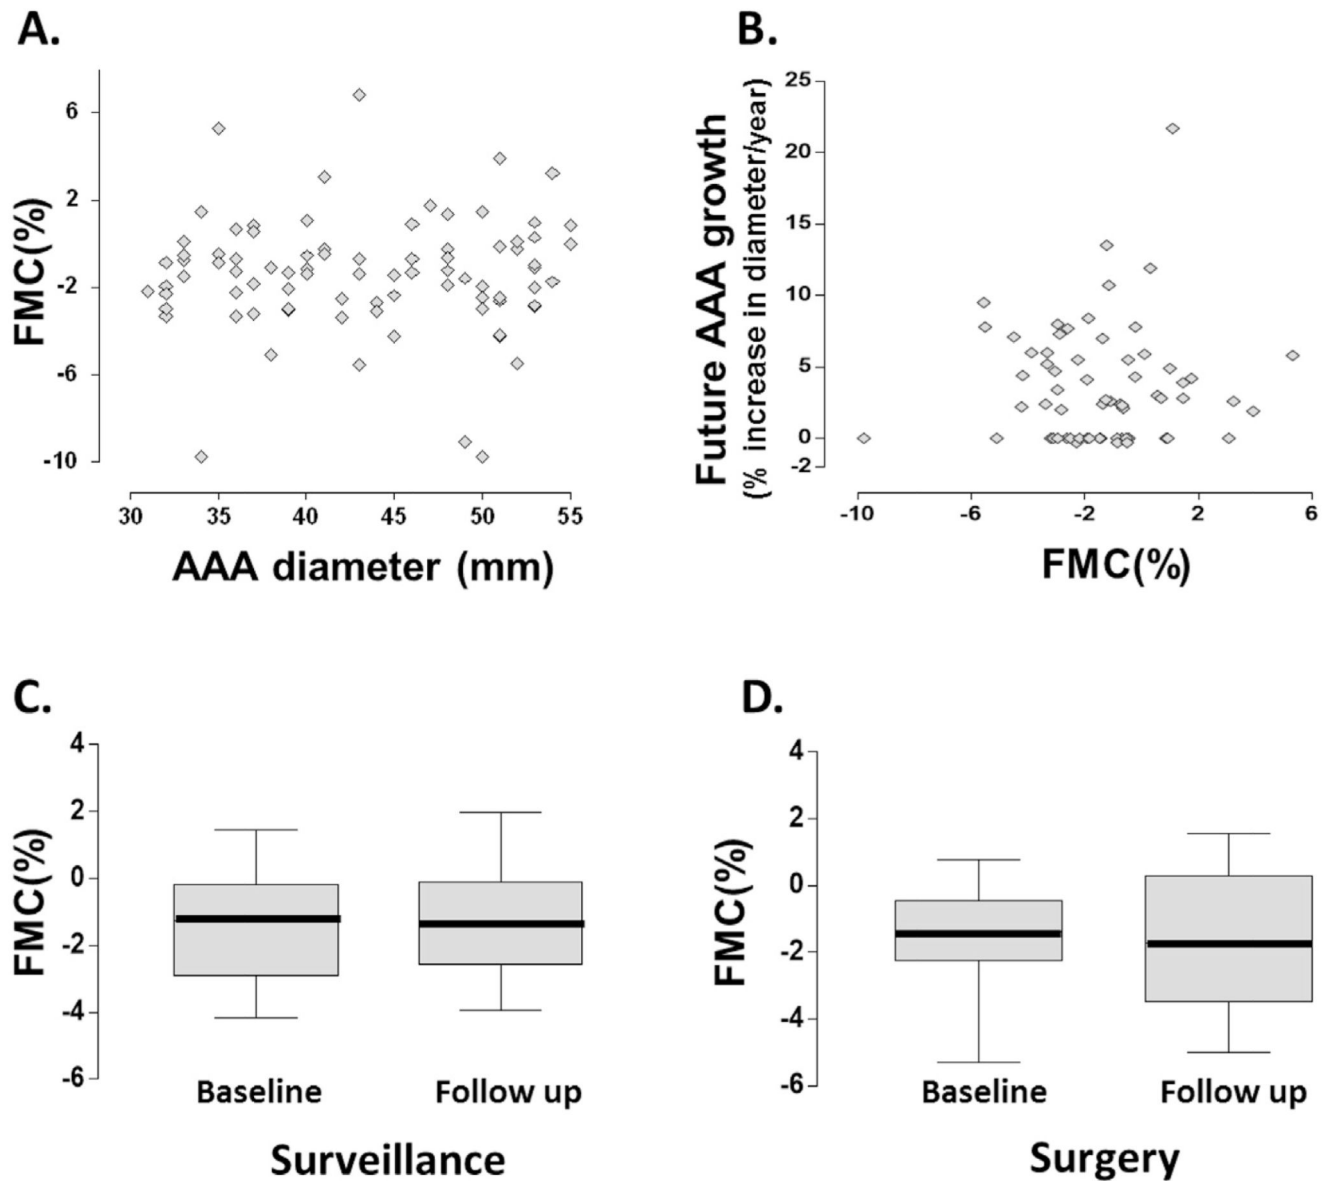 A.
6
2
-2
-6
-10
FMC(%)
30 35 40 45 50 55
AAA diameter (mm)
B.
25
20
15
10
5
0
-2
Future AAA growth
(% increase in diameter/year)
-10 -6 -2 2 6
FMC(%)
C.
4
2
0
-2
-4
-6
FMC(%)
Baseline Follow up
Surveillance
D.
4
2
0
-2
-4
-6
FMC(%)
Baseline Follow up
Surgery